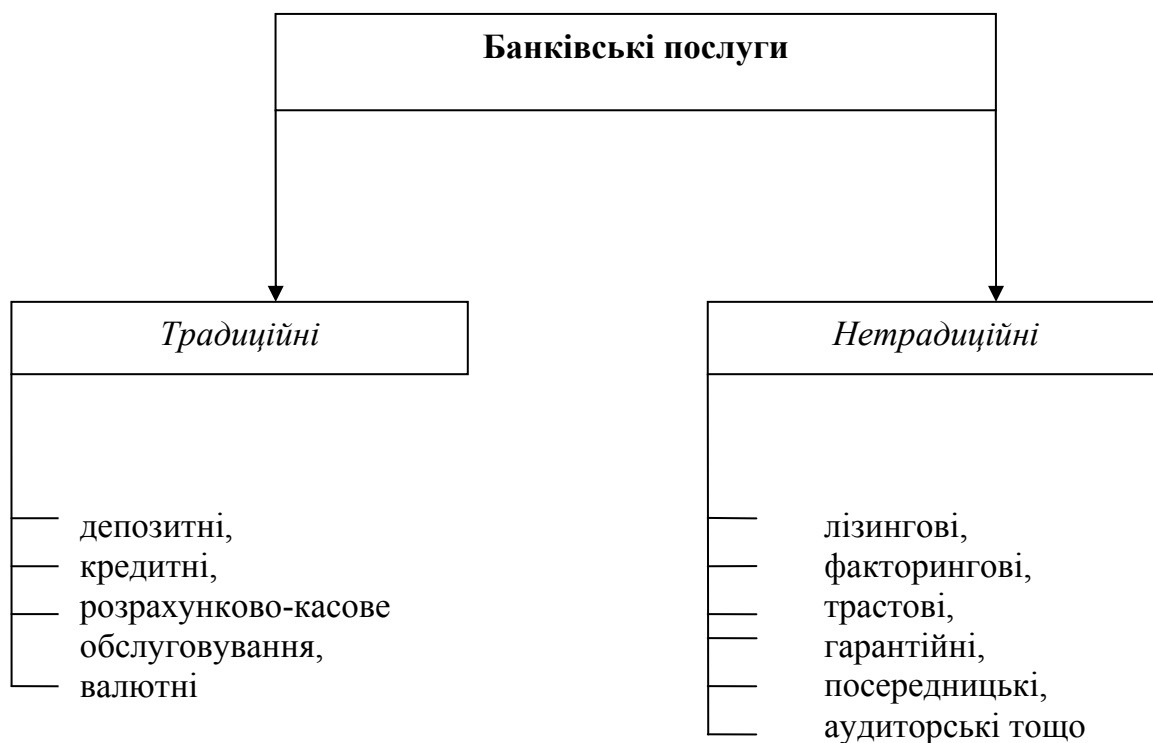 Банківські послуги
Традиційні
Нетрадиційні
депозитні,
кредитні,
розрахунково-касове
обслуговування,
валютні
лізингові,
факторингові,
трастові,
гарантійні,
посередницькі,
аудиторські тощо